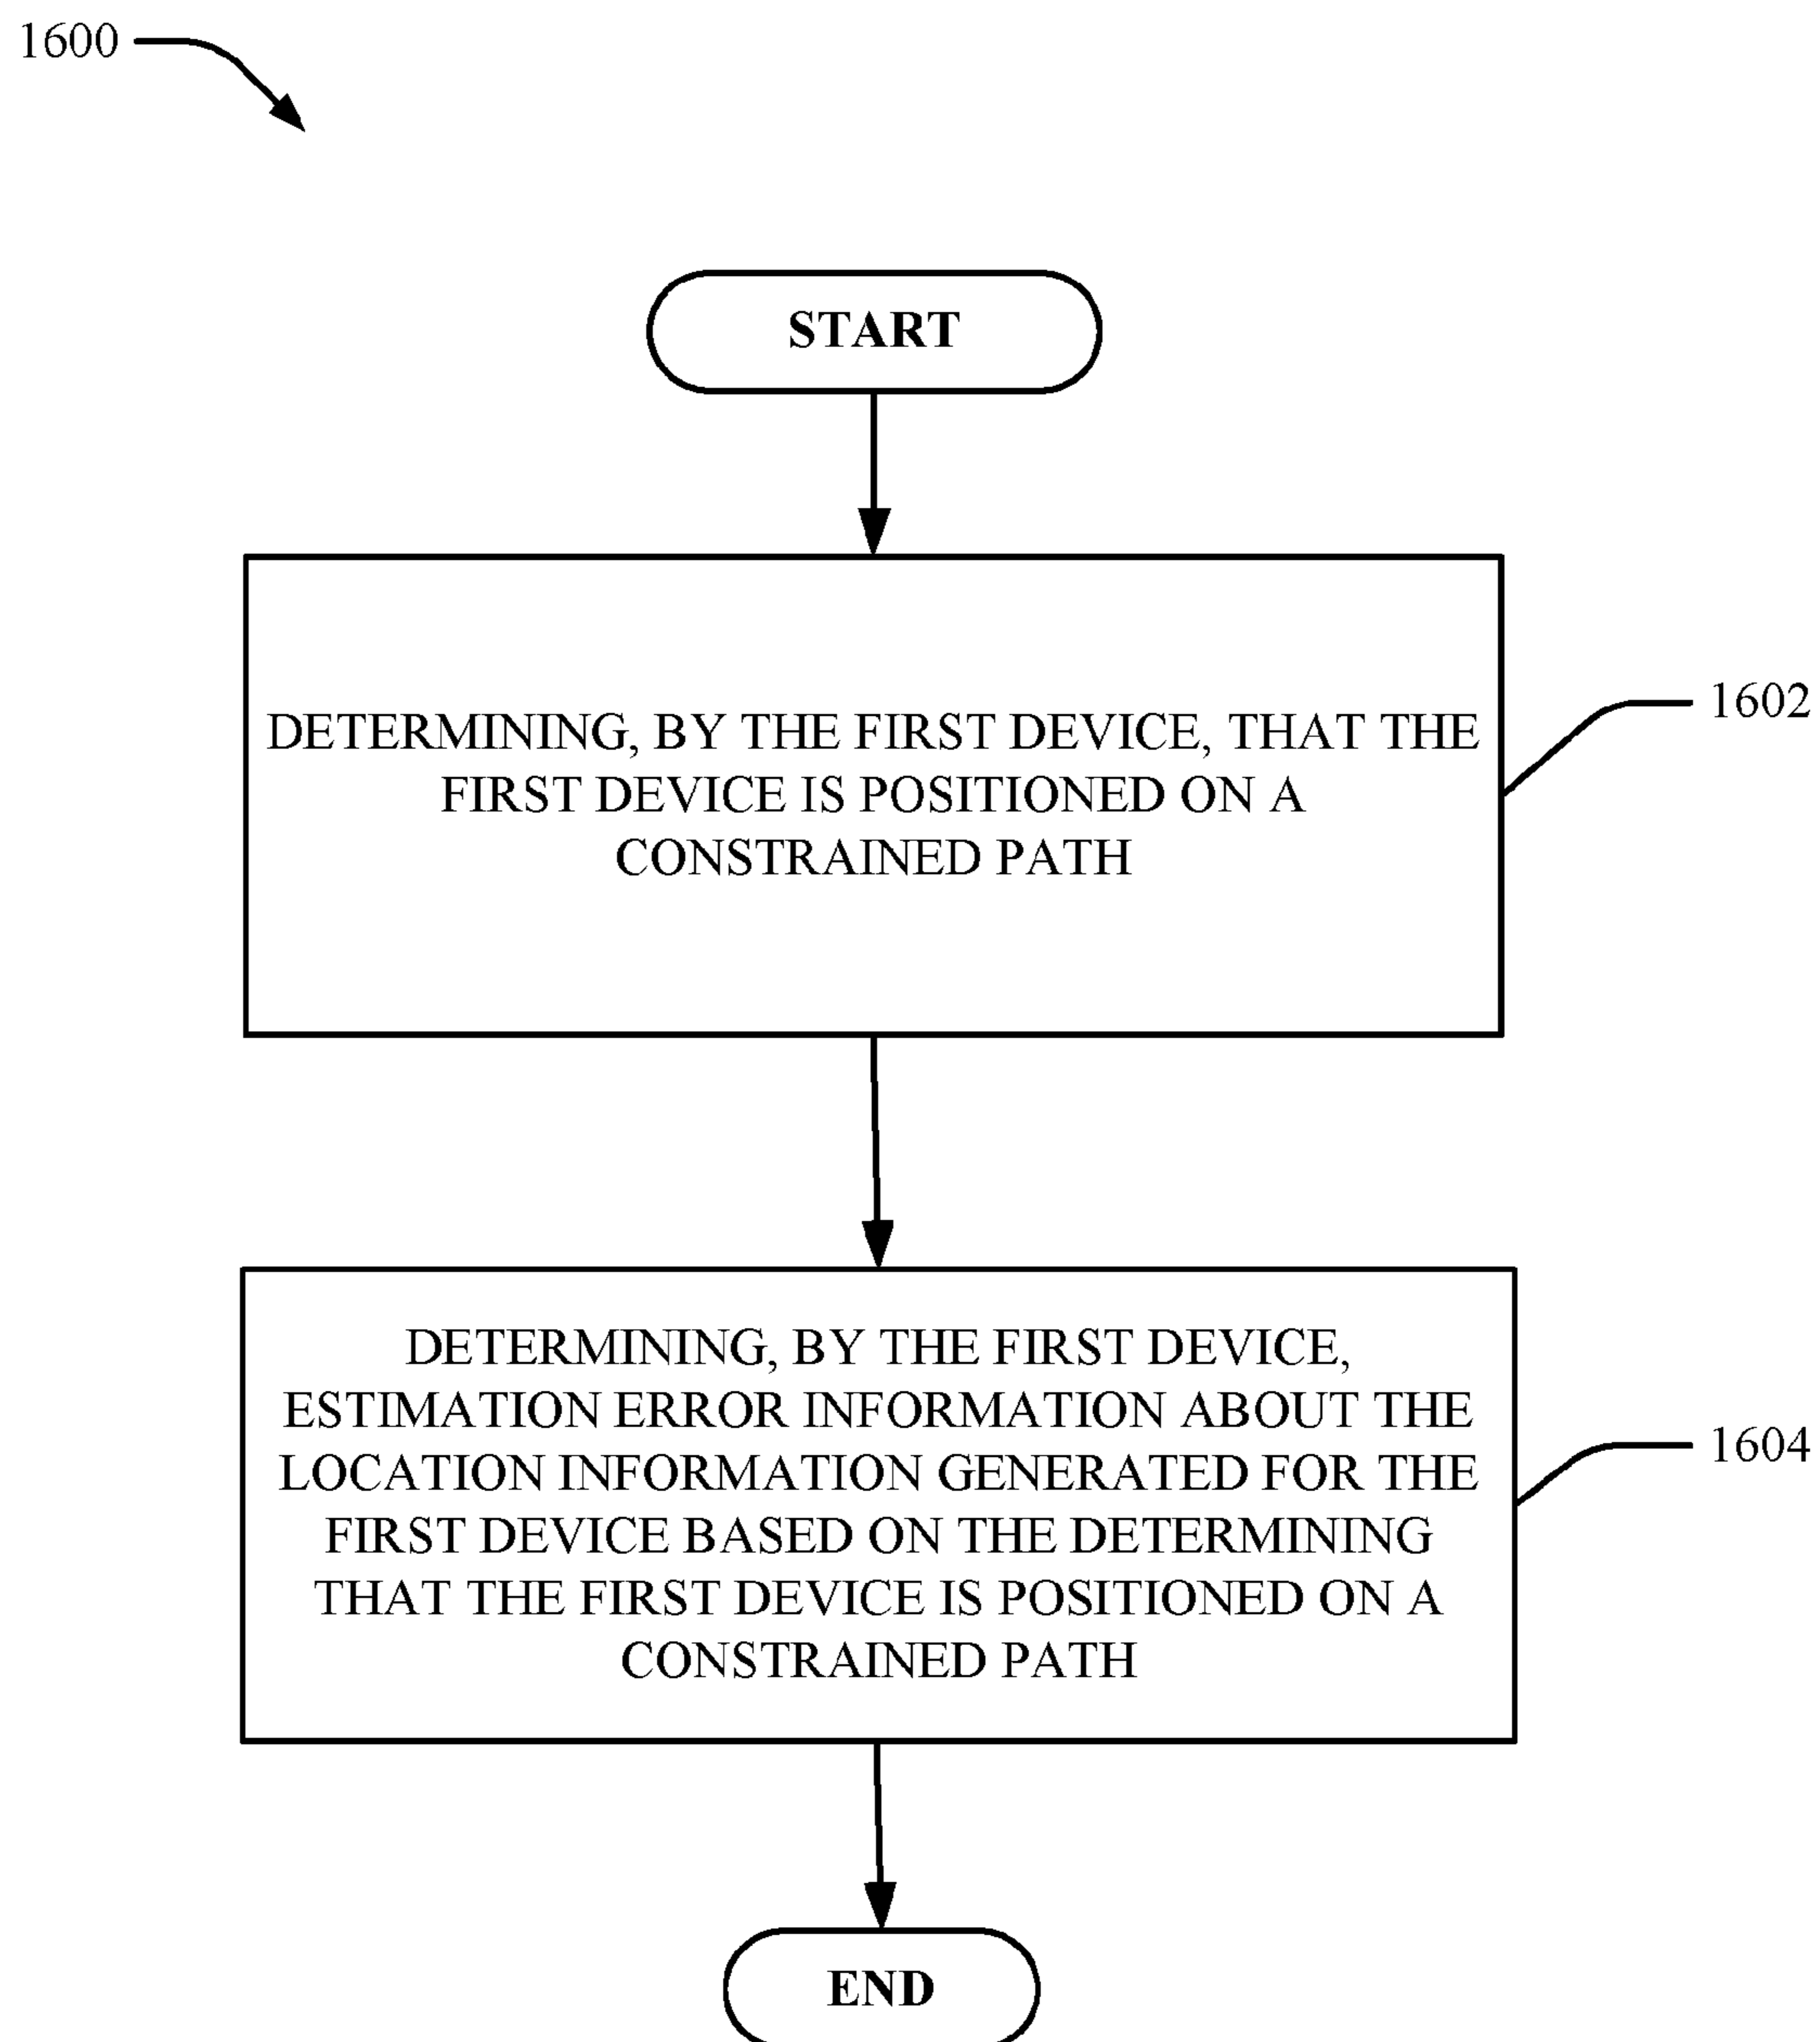 1600
START
DETERMINING, BY THE FIRST DEVICE, THAT THE
FIRST DEVICE IS POSITIONED ON A
CONSTRAINED PATH
1602
DETERMINING, BY THE FIRST DEVICE,
ESTIMATION ERROR INFORMATION ABOUT THE
LOCATION INFORMATION GENERATED FOR THE
FIRST DEVICE BASED ON THE DETERMINING
THAT THE FIRST DEVICE IS POSITIONED ON A
CONSTRAINED PATH
1604
END